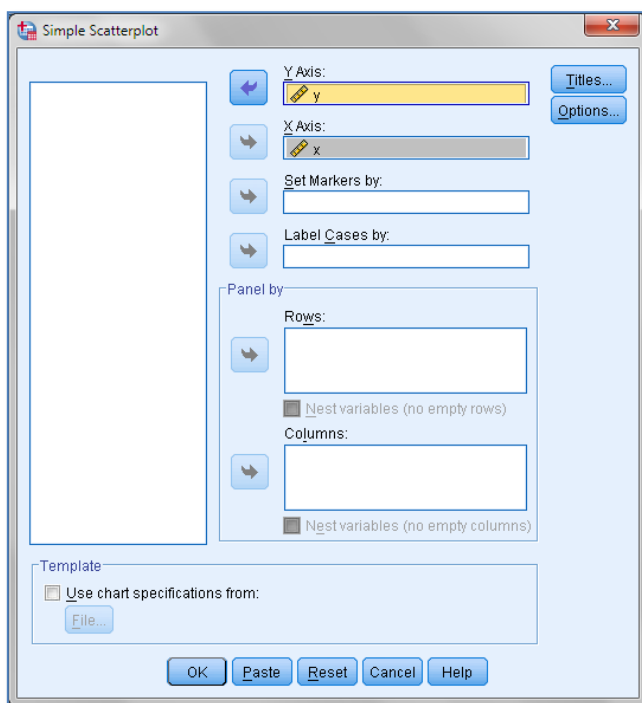 Simple Scatterplot
Y Axis:
y
Titles...
Options...
X Axis:
x
Set Markers by:
Label Cases by:
Panel by
Rows:
Nest variables (no empty rows)
Columns:
Nest variables (no empty columns)
Template
Use chart specifications from:
File...
OK Paste Reset Cancel Help